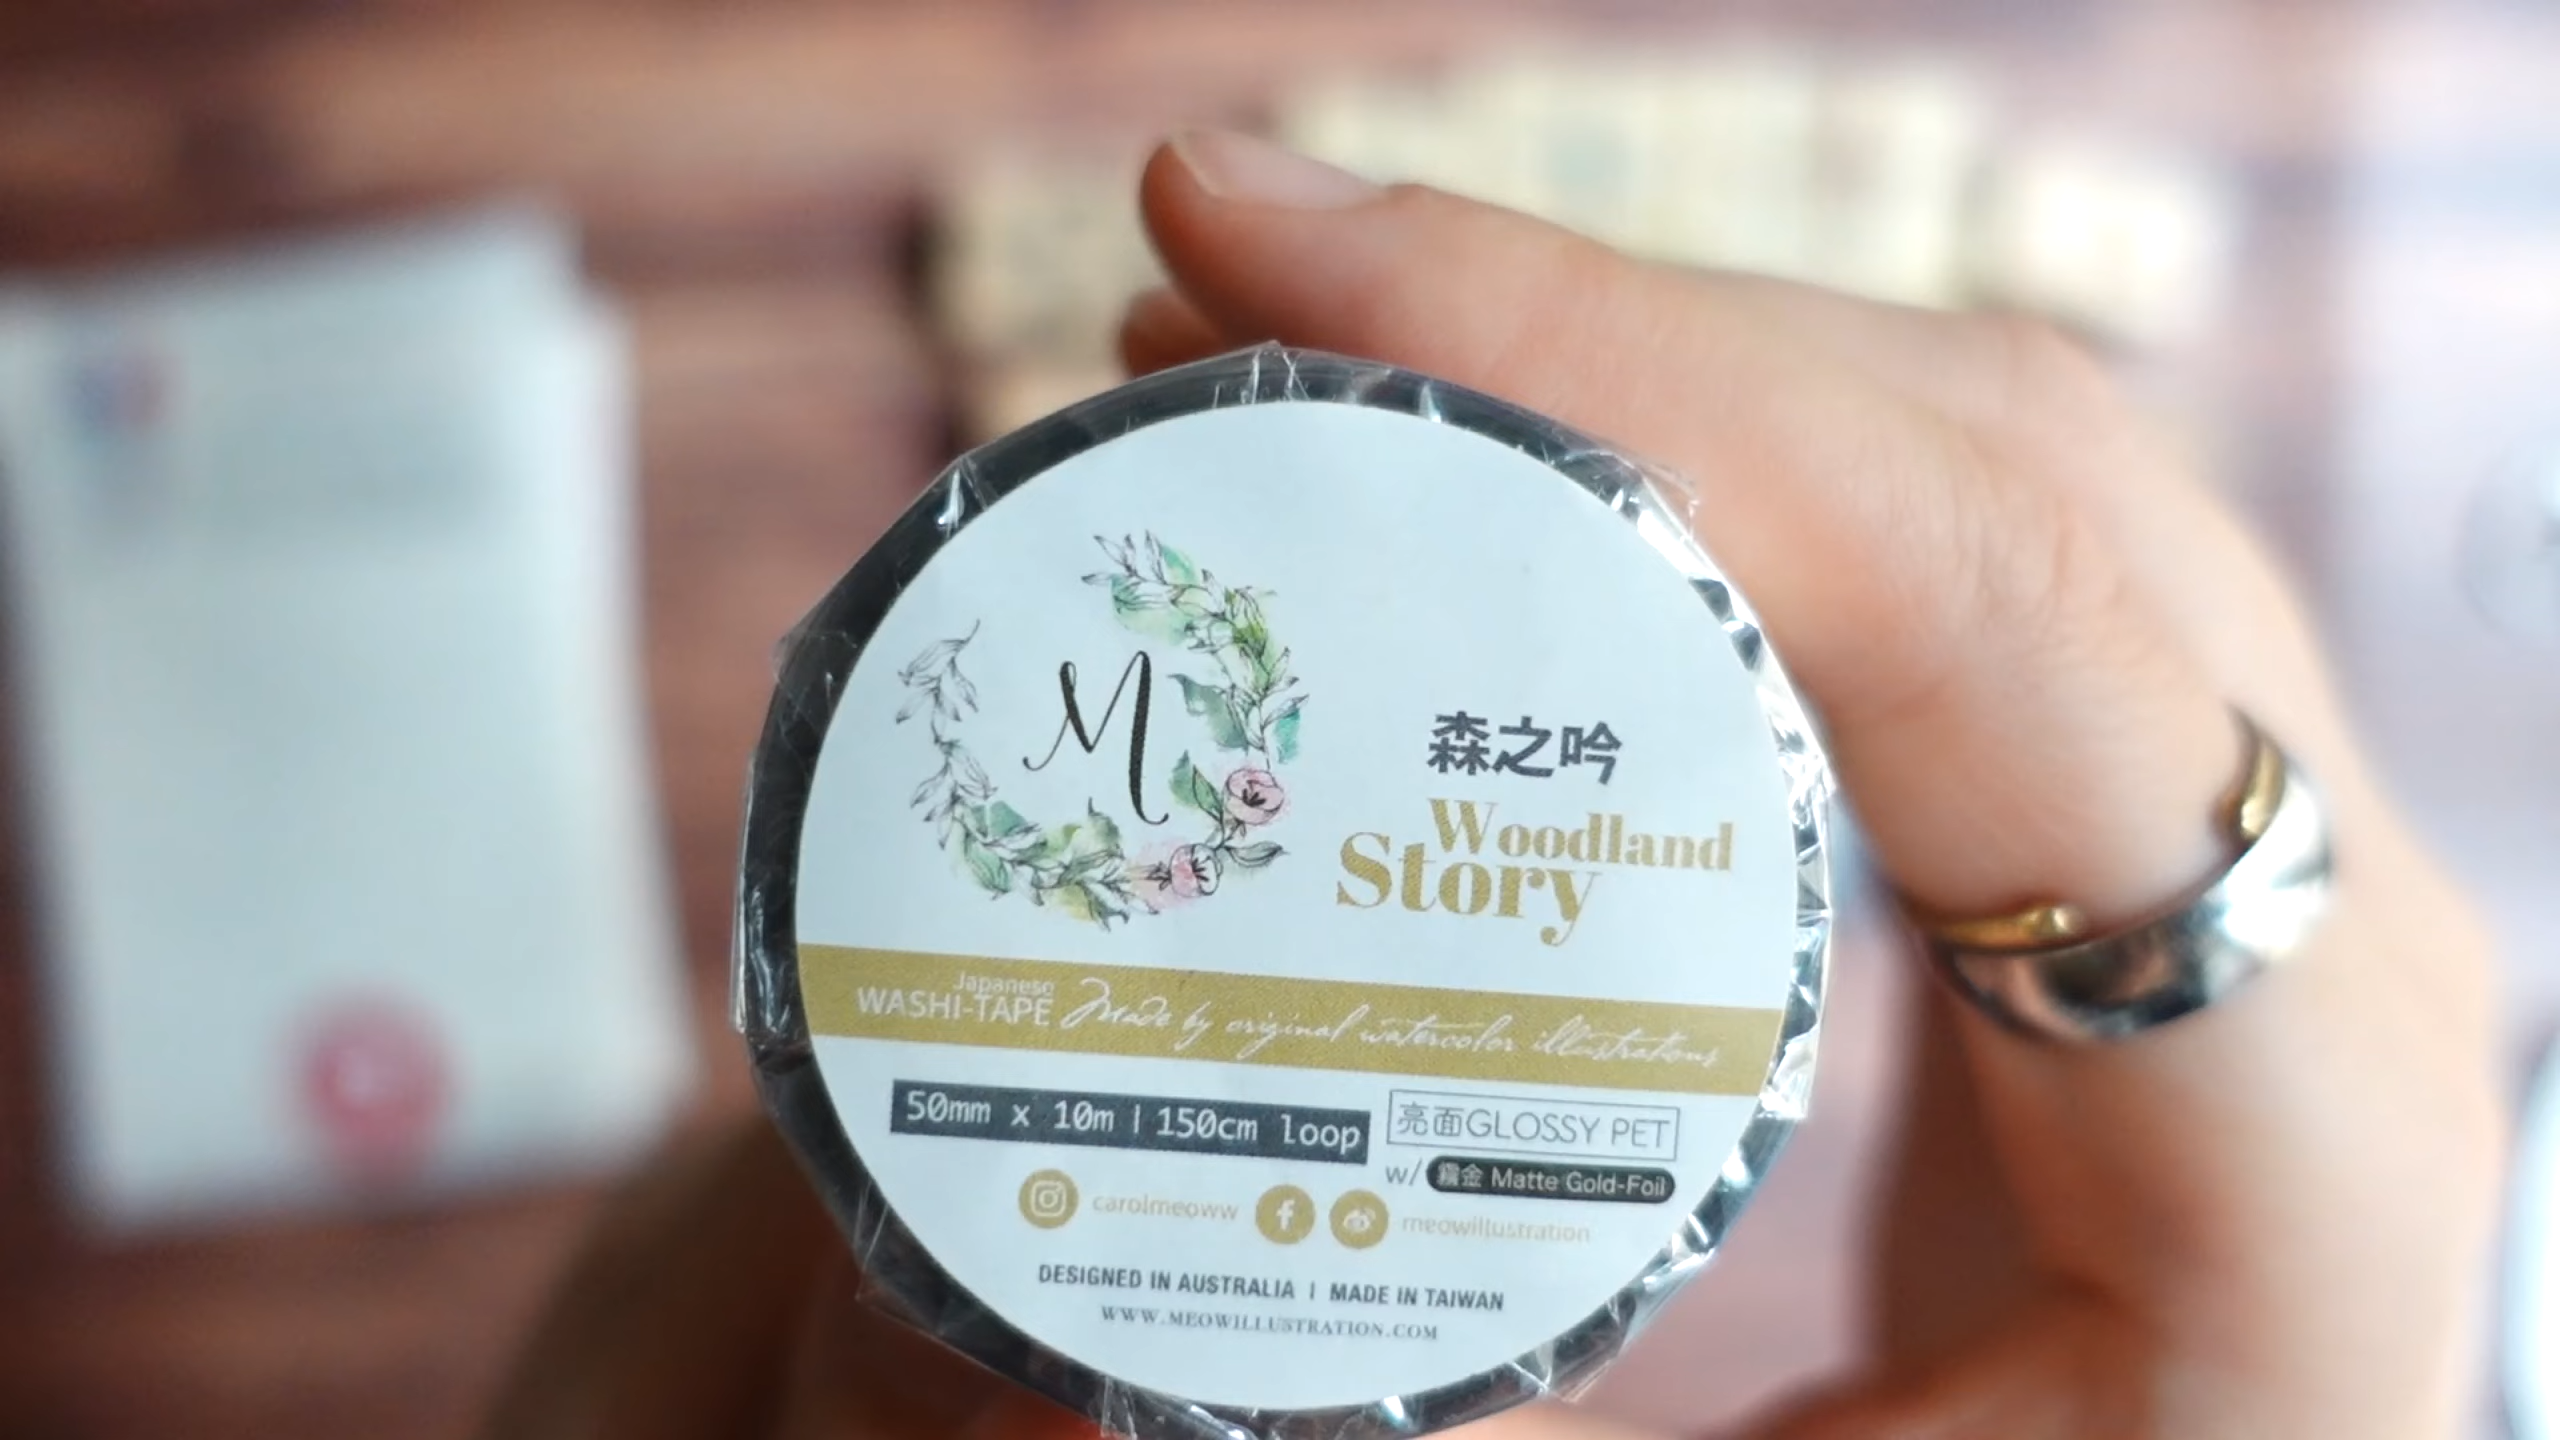 M
森之吟
Woodland
Story
Japanese
WASHI-TAPE Made by original watercolor illustrations
50mm x 10m | 150cm loop
亮面GLOSSY PET
w/ 霧金 Matte Gold-Foil
carolmeoww
meowillustration
DESIGNED IN AUSTRALIA | MADE IN TAIWAN
WWW.MEOWILLUSTRATION.COM